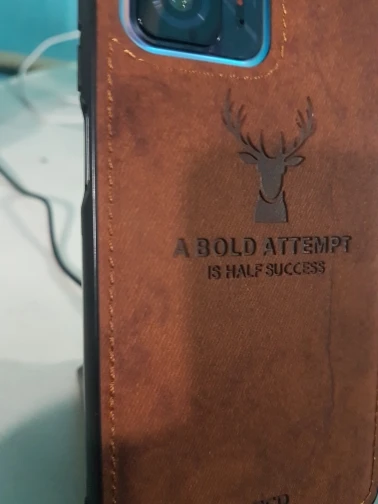 A BOLD ATTEMPT
IS HALF SUCCESS